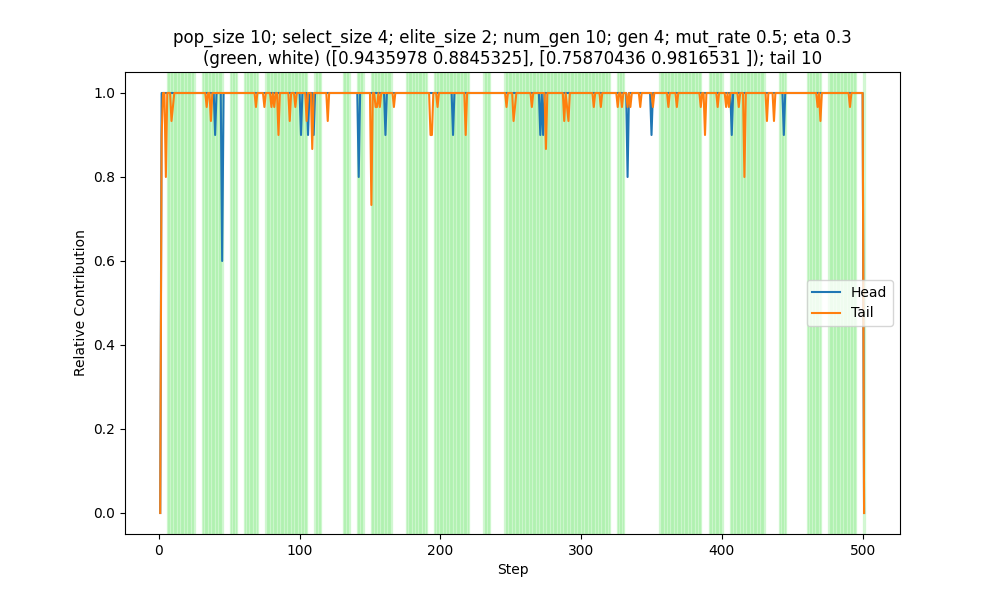 pop_size 10; select_size 4; elite_size 2; num_gen 10; gen 4; mut_rate 0.5; eta 0.3
(green, white) ([0.9435978 0.8845325], [0.75870436 0.9816531 ]); tail 10
1.0
0.8
0.6
0.4
0.2
0.0
Relative Contribution
Head
Tail
0
100
200
300
400
500
Step